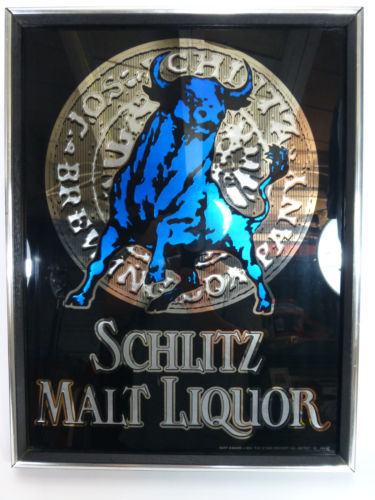 JOS. SCHLITZ
BREWING
COMPANY
SCHLITZ
MALT LIQUOR